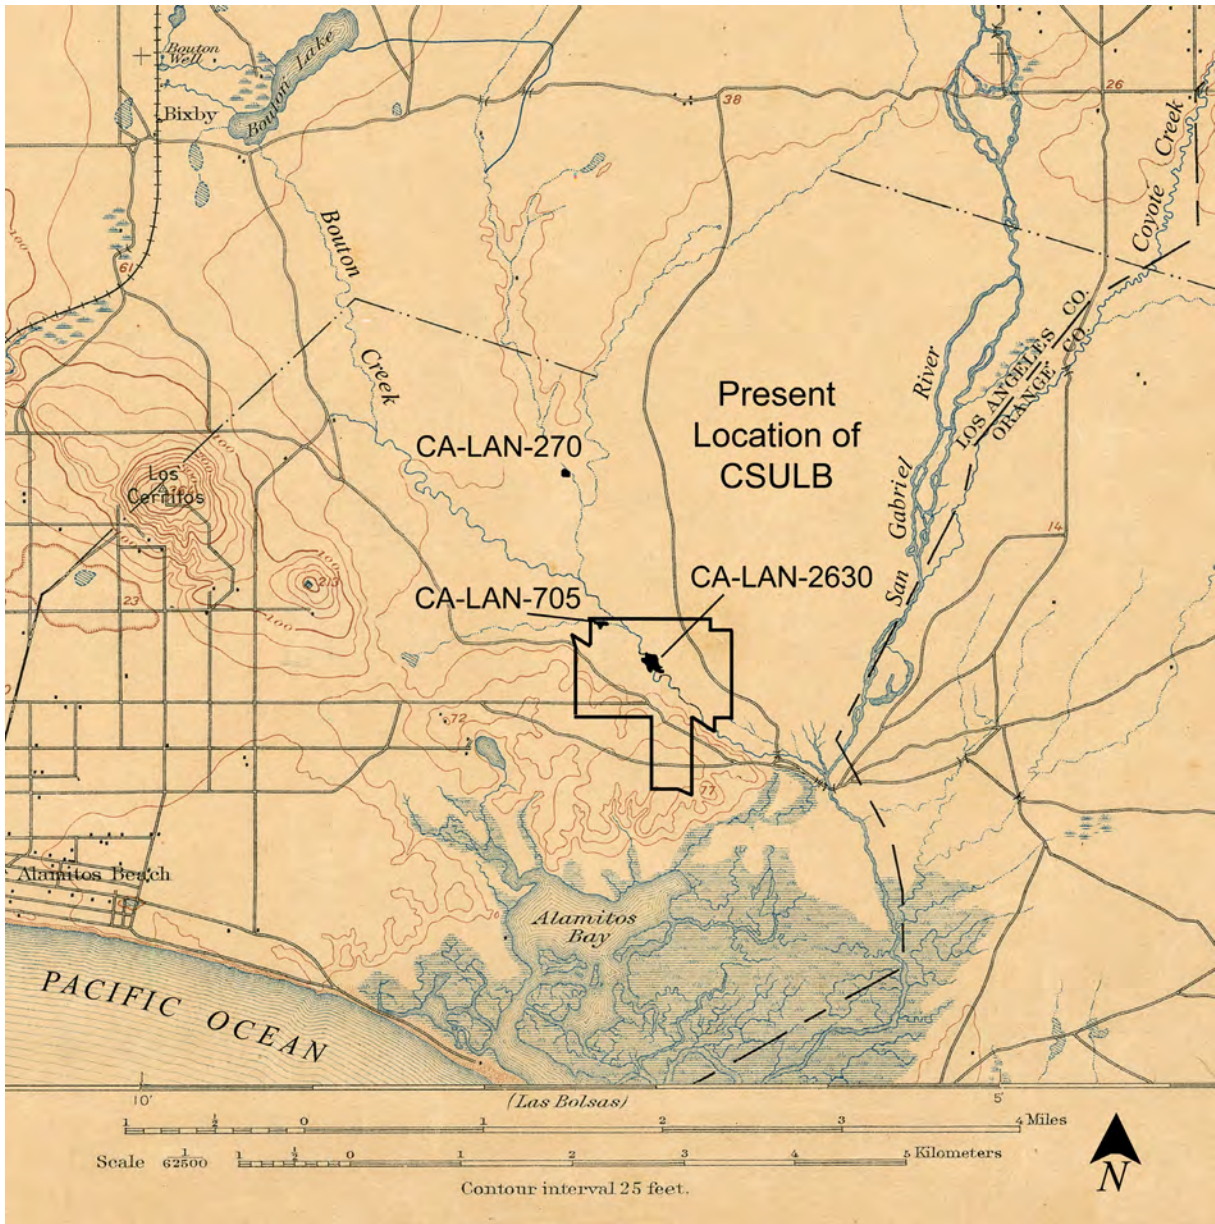 Bouton
Well
Bouton Lake
Bixby
38
26
Coyote Creek
100
61
Bouton
Creek
LOS ANGELES CO.
ORANGE CO.
Present
Location of
CSULB
San Gabriel River
CA-LAN-270
100
Los
Cerritos
14
100
213
23
100
CA-LAN-705
CA-LAN-2630
72
77
Alamitos Beach
Alamitos
Bay
PACIFIC OCEAN
10'
(Las Bolsas)
5'
1 ½ 0 1 2 3 4 Miles
Scale 1/62500
1 ½ 0 1 2 3 4 5 Kilometers
Contour interval 25 feet.
N